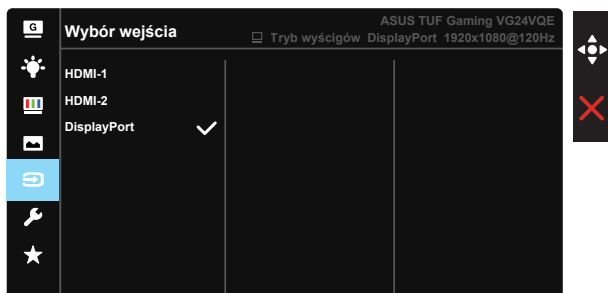 G
Wybór wejścia
ASUS TUF Gaming VG24VQE
Tryb wyścigów DisplayPort 1920x1080@120Hz
HDMI-1
HDMI-2
DisplayPort